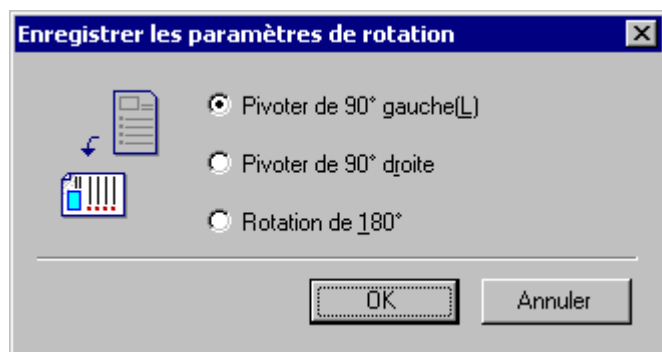 Enregistrer les paramètres de rotation
Pivoter de 90° gauche(L)
Pivoter de 90° droite
Rotation de 180°
OK
Annuler